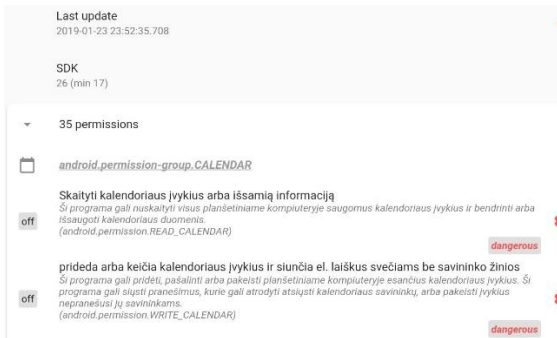 Last update
2019-01-23 23:52:35.708
SDK
26 (min 17)
35 permissions
android.permission-group.CALENDAR
Skaityti kalendoriaus įvykius arba išsamią informaciją
Ši programa gali nuskaityti visus planšetiniame kompiuteryje saugomus kalendoriaus įvykius ir bendrinti arba
išsaugoti kalendoriaus duomenis.
(android.permission.READ_CALENDAR)
off
dangerous
prideda arba keičia kalendoriaus įvykius ir siunčia el. laiškus svečiams be savininko žinios
Ši programa gali pridėti, pašalinti arba pakeisti planšetiniame kompiuteryje esančius kalendoriaus įvykius. Ši
programa gali siųsti pranešimus, kurie gali atrodyti atsiųsti kalendoriaus savininkų, arba pakeisti įvykius
nepranešusi jų savininkams.
(android.permission.WRITE_CALENDAR)
off
dangerous